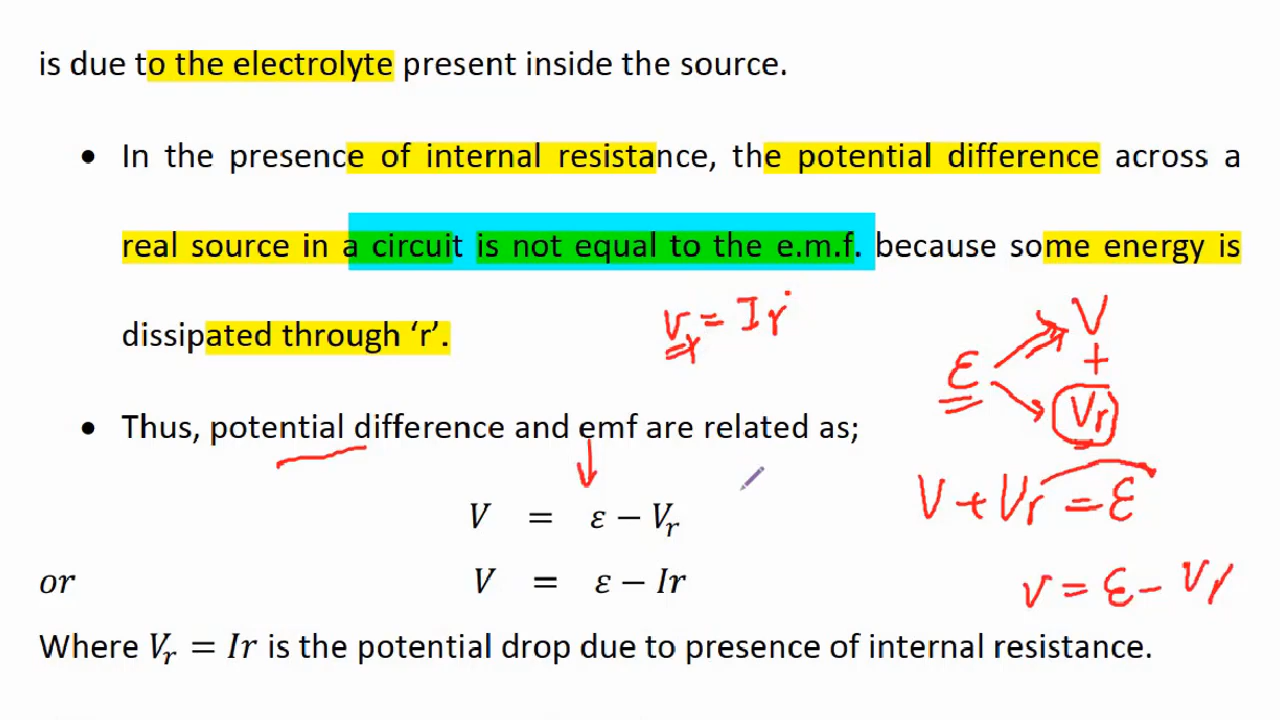 is due to the electrolyte present inside the source.
• In the presence of internal resistance, the potential difference across a
real source in a circuit is not equal to the e.m.f. because some energy is
dissipated through ‘r’.
Vr = Ir
ε
V
+
Vr
• Thus, potential difference and emf are related as;
V = ε − Vr
V + Vr = ε
or V = ε − Ir
V = ε − Vr
Where Vr = Ir is the potential drop due to presence of internal resistance.